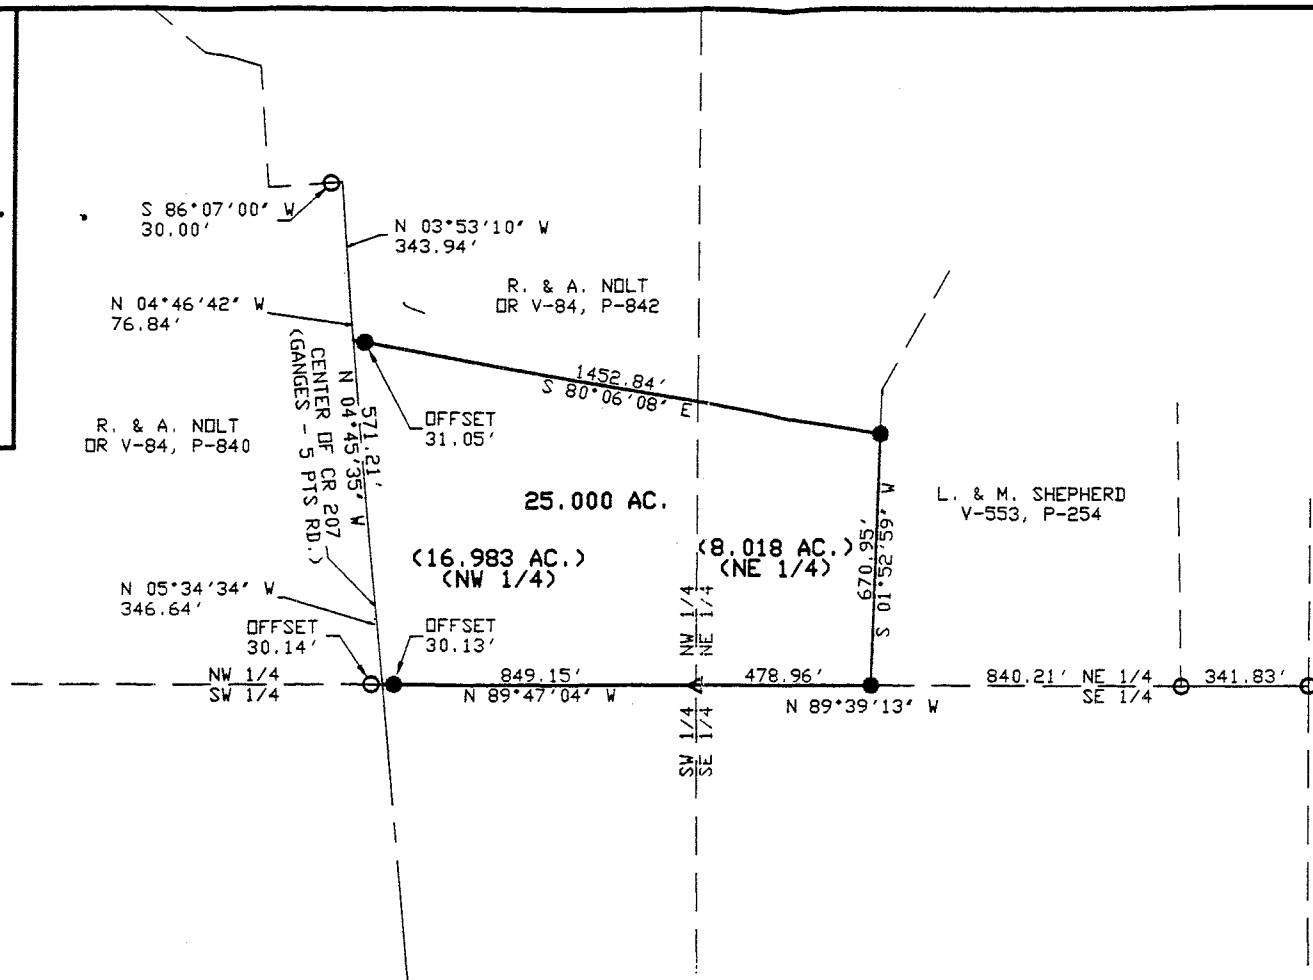 S 86°07'00" W
30.00'
N 03°53'10" W
343.94'
R. & A. NOLT
OR V-84, P-842
N 04°46'42" W
76.84'
1452.84'
S 80°06'08" E
R. & A. NOLT
OR V-84, P-840
OFFSET
31.05'
571.21'
N 04°45'35" W
CENTER OF CR 207
(GANGES - 5 PTS RD.)
25.000 AC.
L. & M. SHEPHERD
V-553, P-254
(16.983 AC.)
(NW 1/4)
(8.018 AC.)
(NE 1/4)
670.95'
S 01°52'59" W
N 05°34'34" W
346.64'
OFFSET
30.14'
OFFSET
30.13'
NW 1/4
NE 1/4
NW 1/4
SW 1/4
849.15'
N 89°47'04" W
478.96'
N 89°39'13" W
840.21'
NE 1/4
SE 1/4
341.83'
SW 1/4
SE 1/4